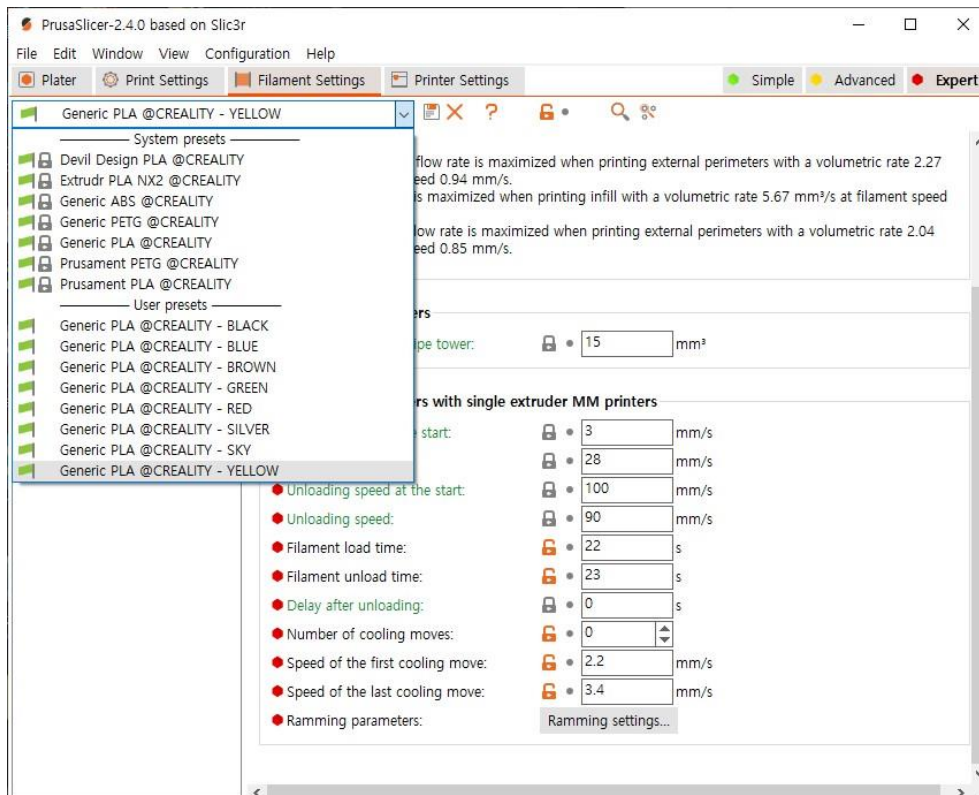 PrusaSlicer-2.4.0 based on Slic3r
File Edit Window View Configuration Help
Plater Print Settings Filament Settings Printer Settings Simple Advanced Expert
Generic PLA @CREALITY - YELLOW
System presets
Devil Design PLA @CREALITY
Extrudr PLA NX2 @CREALITY
Generic ABS @CREALITY
Generic PETG @CREALITY
Generic PLA @CREALITY
Prusament PETG @CREALITY
Prusament PLA @CREALITY
User presets
Generic PLA @CREALITY - BLACK
Generic PLA @CREALITY - BLUE
Generic PLA @CREALITY - BROWN
Generic PLA @CREALITY - GREEN
Generic PLA @CREALITY - RED
Generic PLA @CREALITY - SILVER
Generic PLA @CREALITY - SKY
Generic PLA @CREALITY - YELLOW
flow rate is maximized when printing external perimeters with a volumetric rate 2.27
eed 0.94 mm/s.
is maximized when printing infill with a volumetric rate 5.67 mm³/s at filament speed
low rate is maximized when printing external perimeters with a volumetric rate 2.04
eed 0.85 mm/s.
ers
ipe tower: 15 mm³
rs with single extruder MM printers
start: 3 mm/s
28 mm/s
Unloading speed at the start: 100 mm/s
Unloading speed: 90 mm/s
Filament load time: 22 s
Filament unload time: 23 s
Delay after unloading: 0 s
Number of cooling moves: 0
Speed of the first cooling move: 2.2 mm/s
Speed of the last cooling move: 3.4 mm/s
Ramming parameters: Ramming settings...